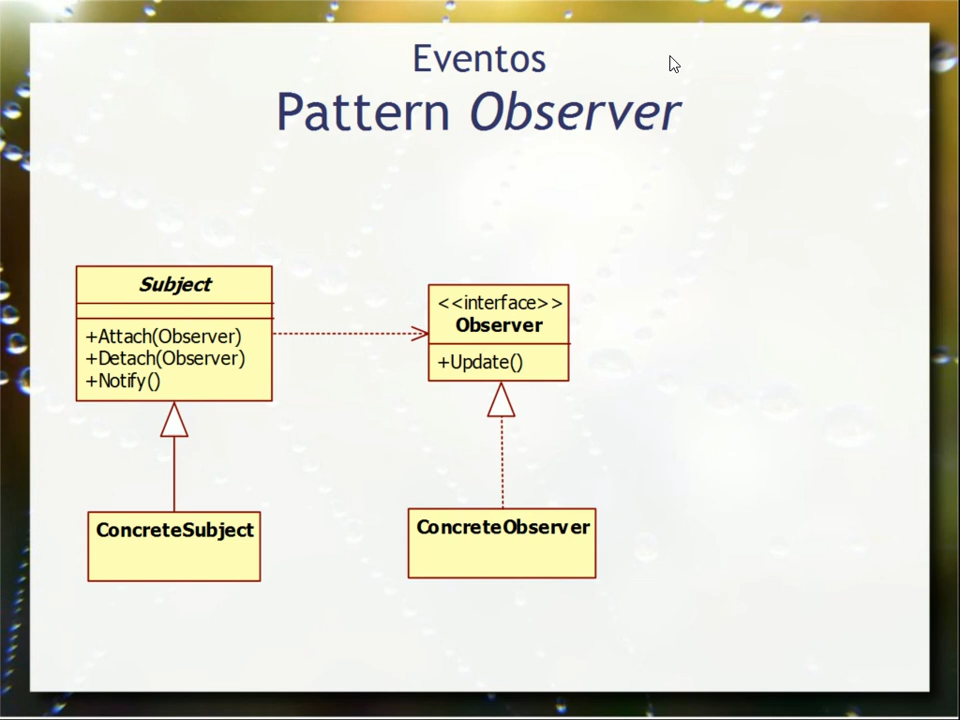 Eventos
Pattern Observer
Subject
+Attach(Observer)
+Detach(Observer)
+Notify()
<<interface>>
Observer
+Update()
ConcreteSubject
ConcreteObserver